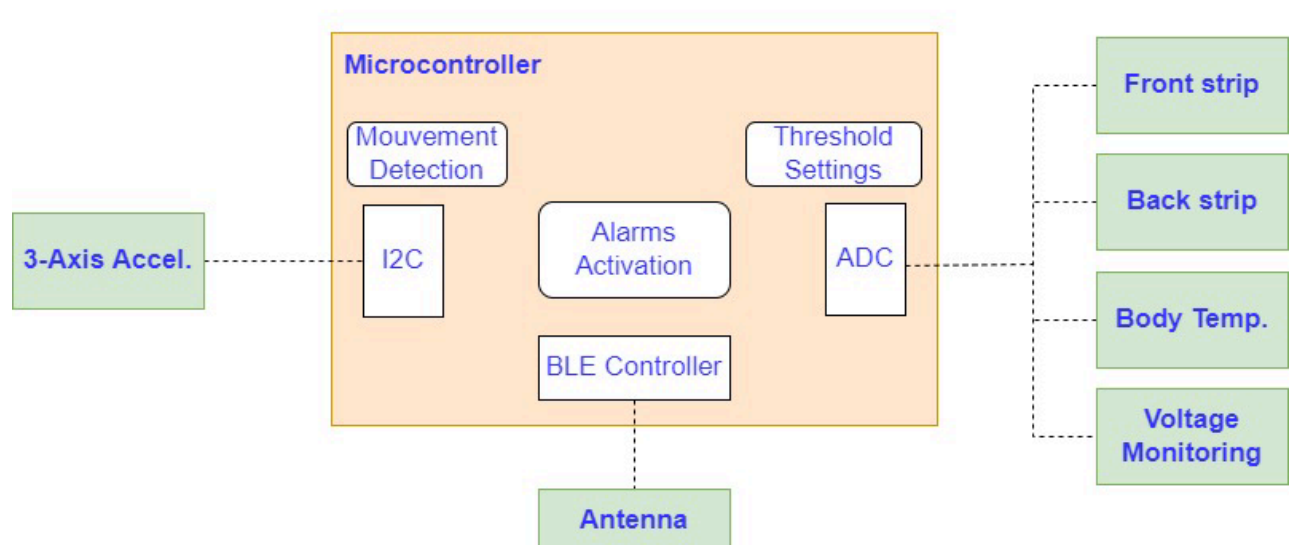 Microcontroller
Mouvement
Detection
Threshold
Settings
3-Axis Accel.
I2C
Alarms
Activation
ADC
BLE Controller
Antenna
Front strip
Back strip
Body Temp.
Voltage
Monitoring